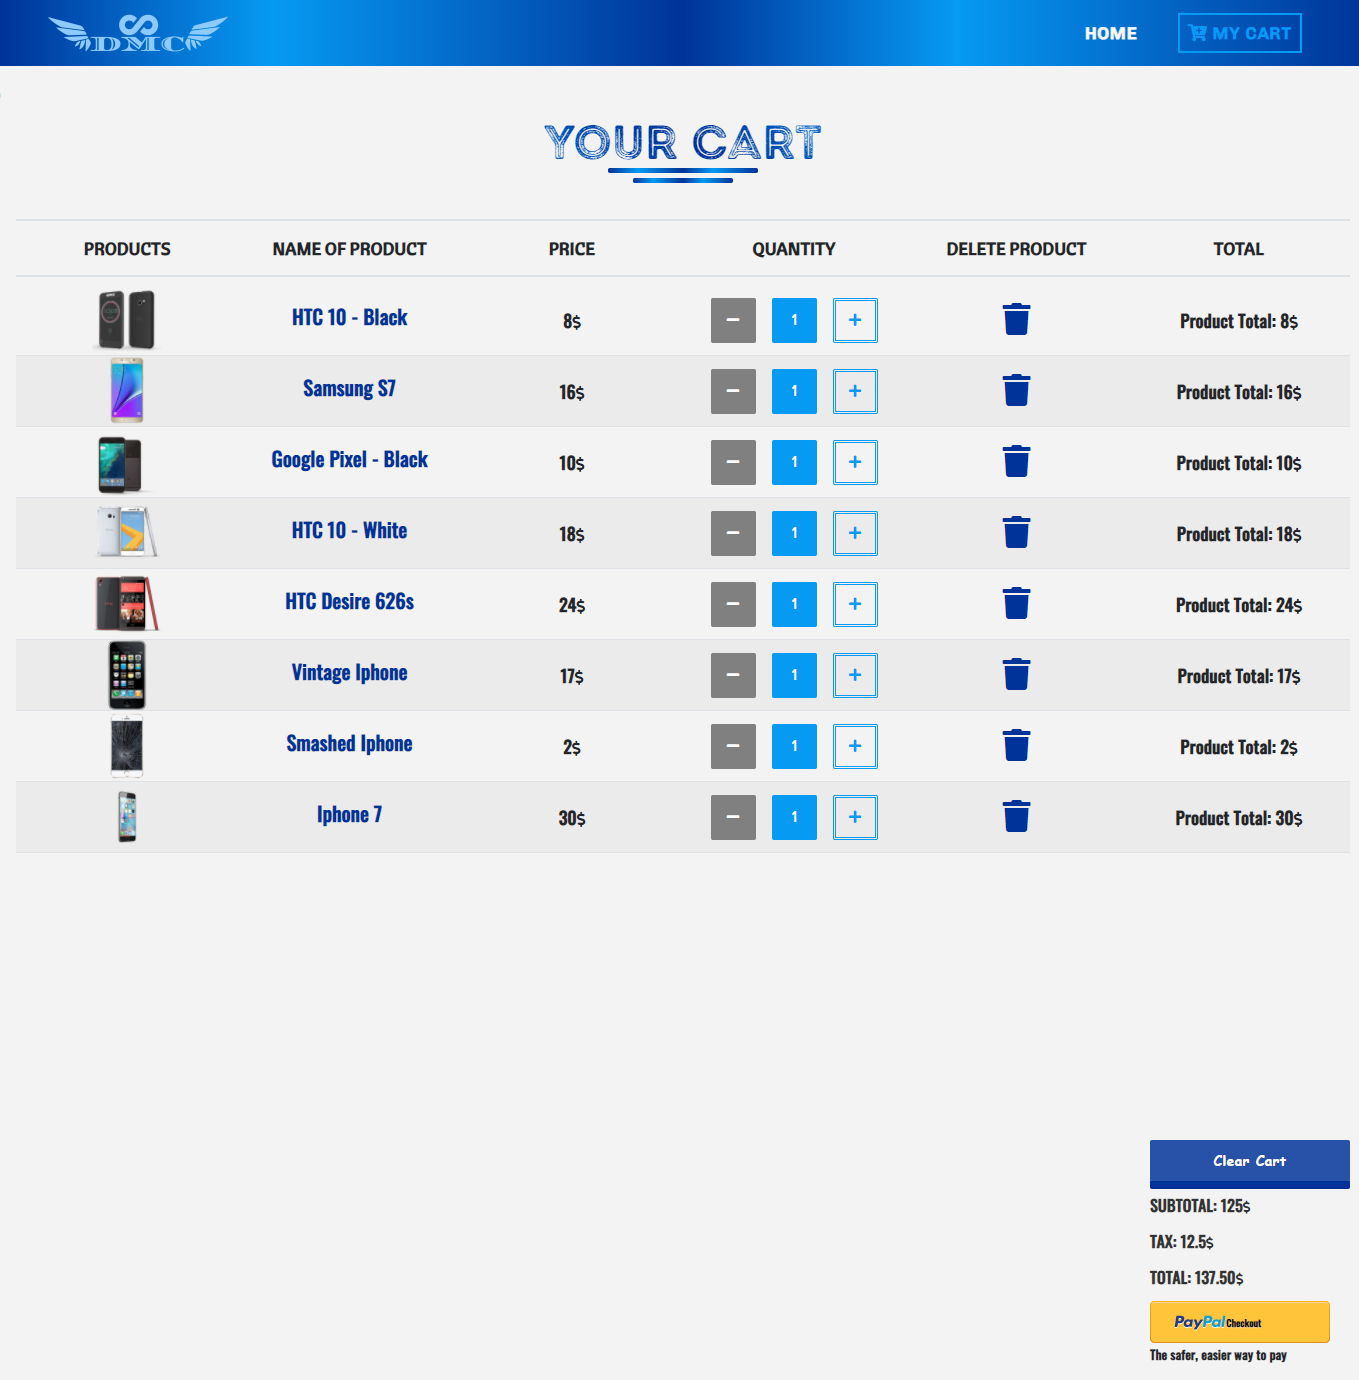 DMC
HOME
MY CART
YOUR CART
PRODUCTS NAME OF PRODUCT PRICE QUANTITY DELETE PRODUCT TOTAL
HTC 10 - Black 8$ − 1 + Product Total: 8$
Samsung S7 16$ − 1 + Product Total: 16$
Google Pixel - Black 10$ − 1 + Product Total: 10$
HTC 10 - White 18$ − 1 + Product Total: 18$
HTC Desire 626s 24$ − 1 + Product Total: 24$
Vintage Iphone 17$ − 1 + Product Total: 17$
Smashed Iphone 2$ − 1 + Product Total: 2$
Iphone 7 30$ − 1 + Product Total: 30$
Clear Cart
SUBTOTAL: 125$
TAX: 12.5$
TOTAL: 137.50$
PayPal Checkout
The safer, easier way to pay